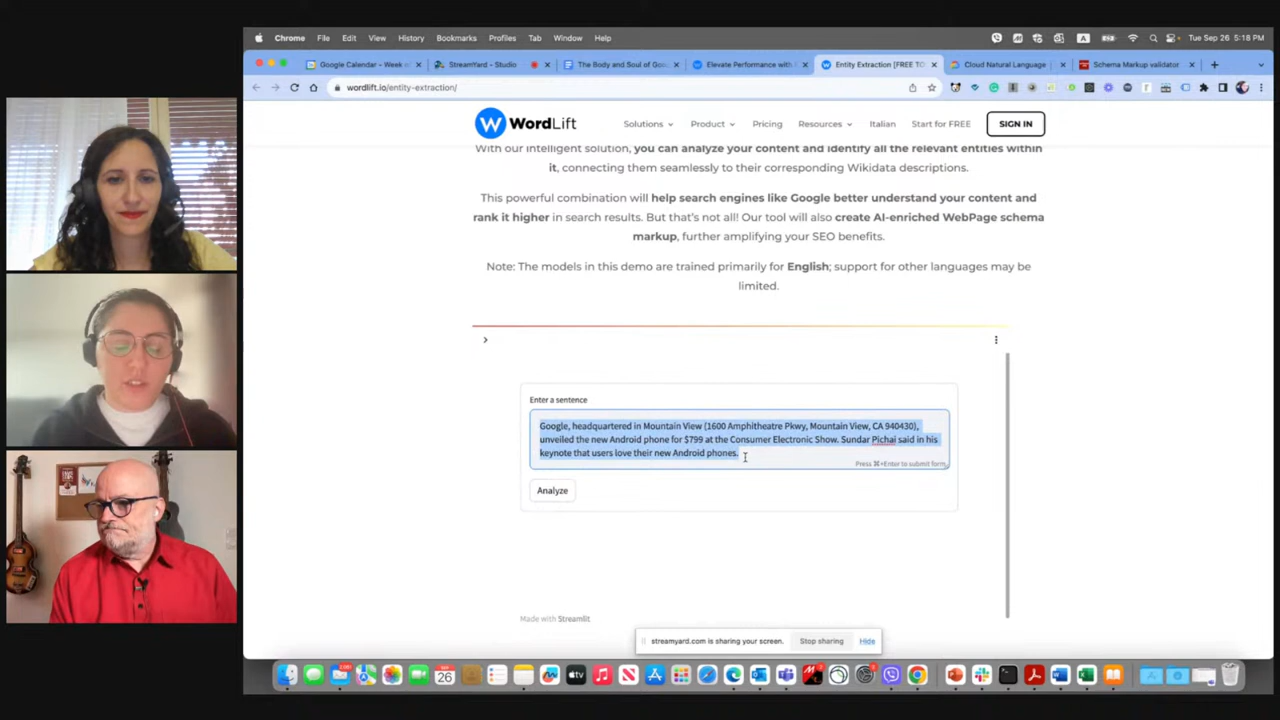 Chrome File Edit View History Bookmarks Profiles Tab Window Help
A Tue Sep 26 5:18 PM
Google Calendar - Week o
StreamYard - Studio
The Body and Soul of Goo
Elevate Performance with
Entity Extraction [FREE TO
Cloud Natural Language
Schema Markup validator
wordlift.io/entity-extraction/
WordLift
Solutions Product Pricing Resources Italian Start for FREE SIGN IN
With our intelligent solution, you can analyze your content and identify all the relevant entities within
it, connecting them seamlessly to their corresponding Wikidata descriptions.
This powerful combination will help search engines like Google better understand your content and
rank it higher in search results. But that's not all! Our tool will also create AI-enriched WebPage schema
markup, further amplifying your SEO benefits.
Note: The models in this demo are trained primarily for English; support for other languages may be
limited.
Enter a sentence
Google, headquartered in Mountain View (1600 Amphitheatre Pkwy, Mountain View, CA 940430),
unveiled the new Android phone for $799 at the Consumer Electronic Show. Sundar Pichai said in his
keynote that users love their new Android phones.
Press ⌘+Enter to submit form
Analyze
Made with Streamlit
streamyard.com is sharing your screen. Stop sharing Hide